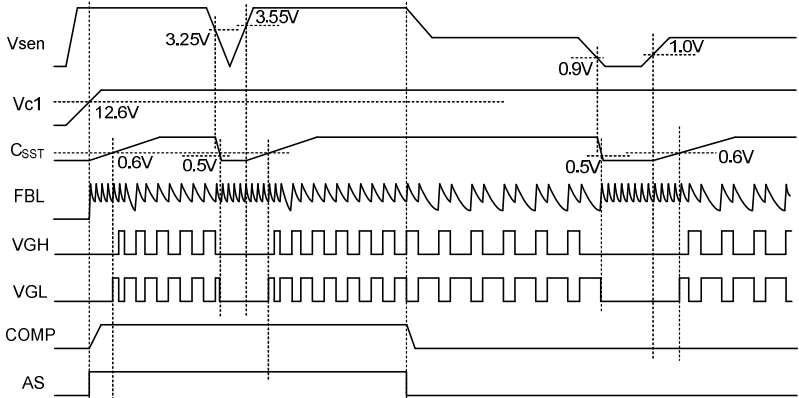 3.55V
3.25V
Vsen
1.0V
0.9V
Vc1
12.6V
CSST
0.6V
0.5V
0.5V
0.6V
FBL
VGH
VGL
COMP
AS